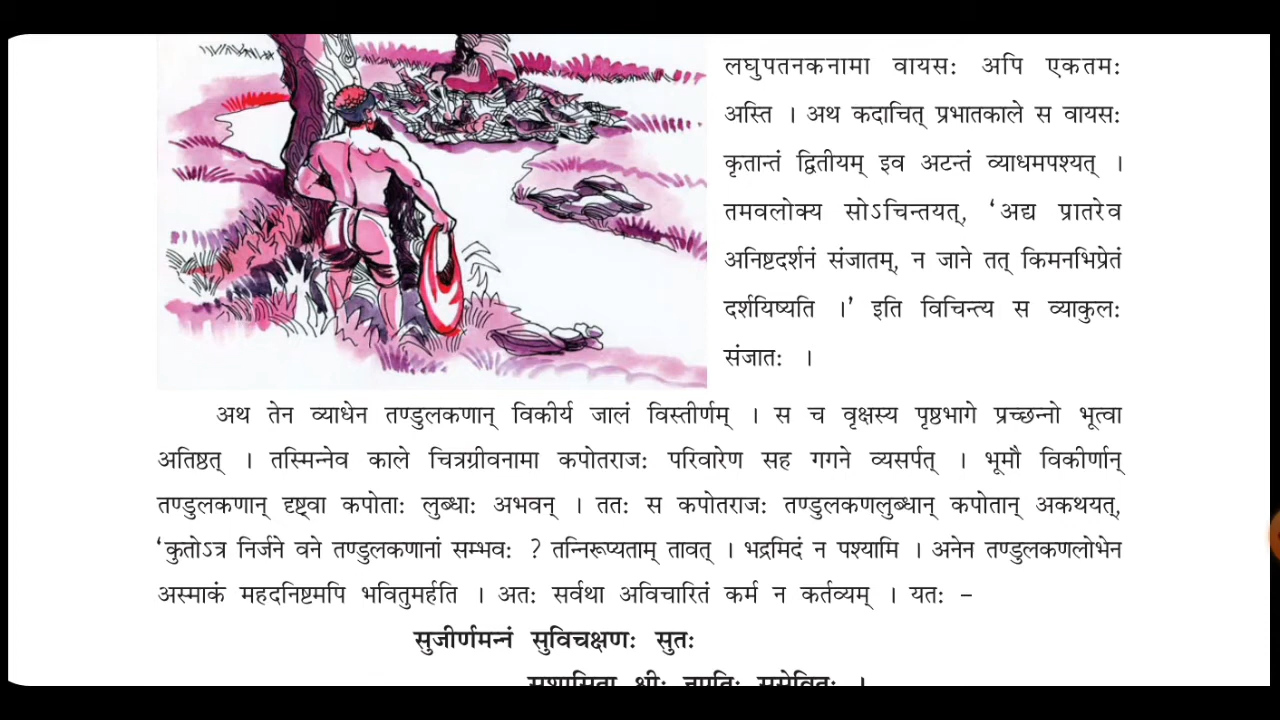 लघुपतनकनामा वायसः अपि एकतमः
अस्ति । अथ कदाचित् प्रभातकाले स वायसः
कृतान्तं द्वितीयम् इव अटन्तं व्याधमपश्यत् ।
तमवलोक्य सोऽचिन्तयत्, ‘अद्य प्रातरेव
अनिष्टदर्शनं संजातम्, न जाने तत् किमनभिप्रेतं
दर्शयिष्यति ।’ इति विचिन्त्य स व्याकुलः
संजातः ।
अथ तेन व्याधेन तण्डुलकणान् विकीर्य जालं विस्तीर्णम् । स च वृक्षस्य पृष्ठभागे प्रच्छन्नो भूत्वा
अतिष्ठत् । तस्मिन्नेव काले चित्रग्रीवनामा कपोतराजः परिवारेण सह गगने व्यसर्पत् । भूमौ विकीर्णान्
तण्डुलकणान् दृष्ट्वा कपोताः लुब्धाः अभवन् । ततः स कपोतराजः तण्डुलकणलुब्धान् कपोतान् अकथयत्,
‘कुतोऽत्र निर्जने वने तण्डुलकणानां सम्भवः ? तन्निरूप्यताम् तावत् । भद्रमिदं न पश्यामि । अनेन तण्डुलकणलोभेन
अस्माकं महदनिष्टमपि भवितुमर्हति । अतः सर्वथा अविचारितं कर्म न कर्तव्यम् । यतः –
सुजीर्णमन्नं सुविचक्षणः सुतः
सुशासिता श्रीः नृपतिः सुसेवितः ।